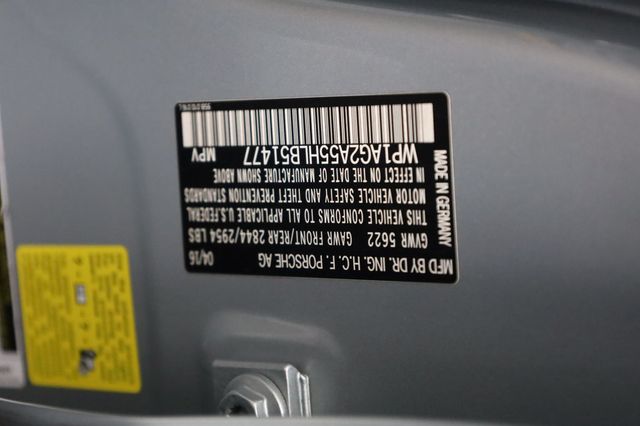 MFD BY DR. ING. H.C. F. PORSCHE AG 04/16
GVWR 5622 GAWR FRONT/REAR 2844/2954 LBS
THIS VEHICLE CONFORMS TO ALL APPLICABLE U.S.FEDERAL
MOTOR VEHICLE SAFETY AND THEFT PREVENTION STANDARDS
IN EFFECT ON THE DATE OF MANUFACTURE SHOWN ABOVE
MADE IN GERMANY WP1AG2A55HLB51477 MPV